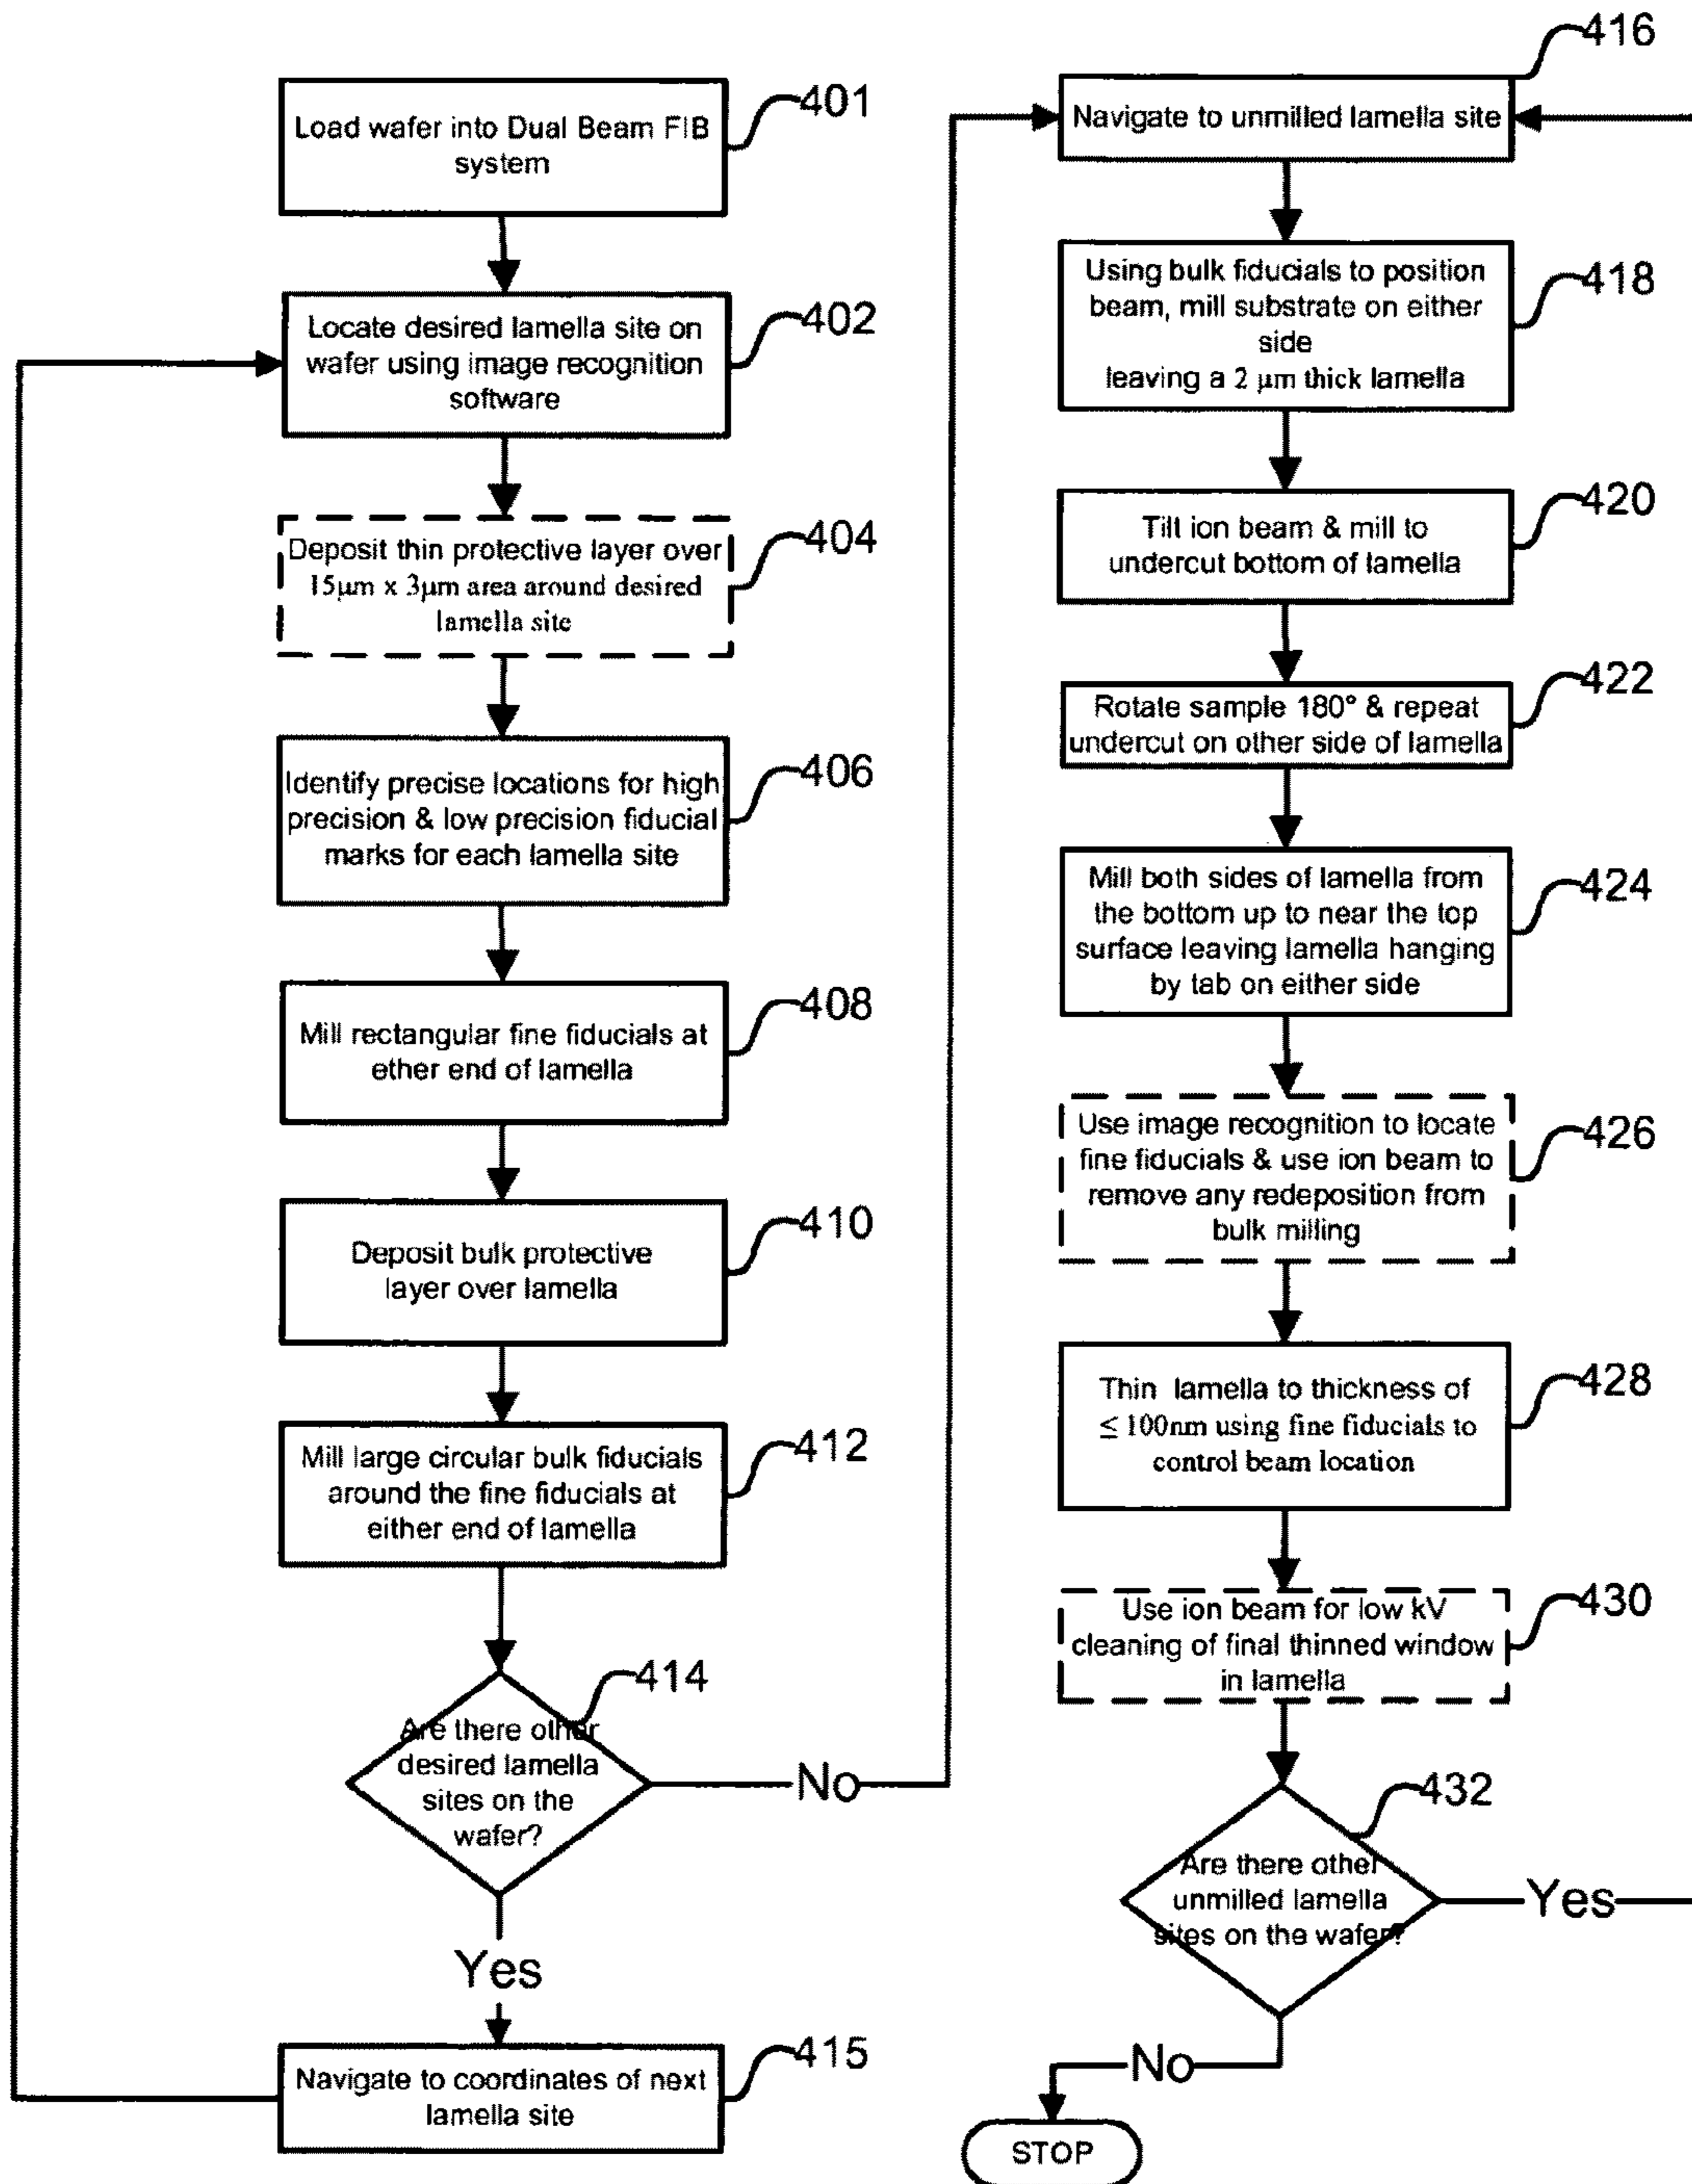 401
Load wafer into Dual Beam FIB
system
402
Locate desired lamella site on
wafer using image recognition
software
404
Deposit thin protective layer over
15μm x 3μm area around desired
lamella site
406
Identify precise locations for high
precision & low precision fiducial
marks for each lamella site
408
Mill rectangular fine fiducials at
ether end of lamella
410
Deposit bulk protective
layer over lamella
412
Mill large circular bulk fiducials
around the fine fiducials at
either end of lamella
414
Are there other
desired lamella
sites on the
wafer?
No
Yes
415
Navigate to coordinates of next
lamella site
416
Navigate to unmilled lamella site
418
Using bulk fiducials to position
beam, mill substrate on either
side
leaving a 2 μm thick lamella
420
Tilt ion beam & mill to
undercut bottom of lamella
422
Rotate sample 180° & repeat
undercut on other side of lamella
424
Mill both sides of lamella from
the bottom up to near the top
surface leaving lamella hanging
by tab on either side
426
Use image recognition to locate
fine fiducials & use ion beam to
remove any redeposition from
bulk milling
428
Thin lamella to thickness of
≤ 100nm using fine fiducials to
control beam location
430
Use ion beam for low kV
cleaning of final thinned window
in lamella
432
Are there other
unmilled lamella
sites on the wafer?
Yes
No
STOP